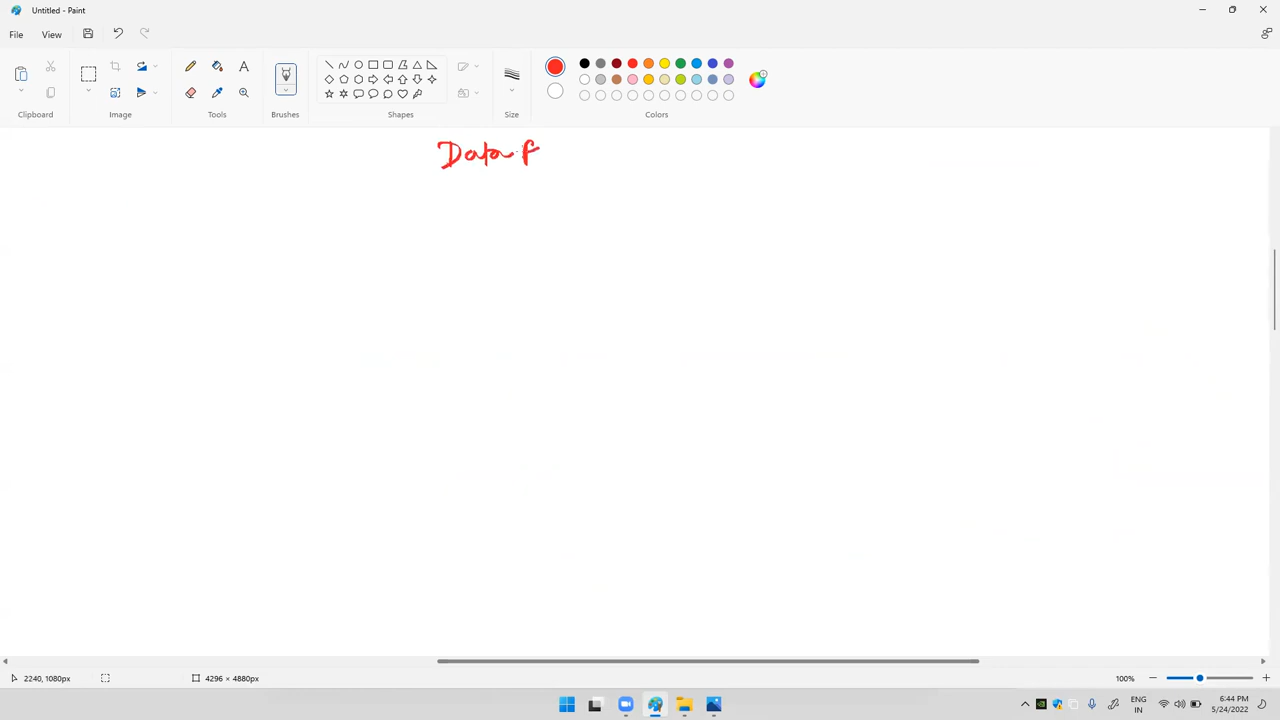 Untitled - Paint
File View
Clipboard Image Tools Brushes Shapes Size Colors
Data f
2240, 1080px 4296 × 4880px 100%
ENG
IN
6:44 PM
5/24/2022